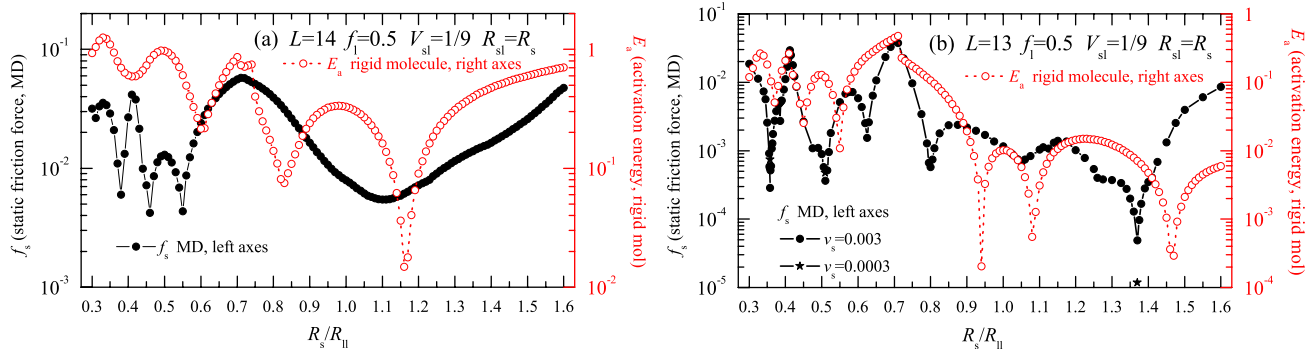 (a) L=14 f_l=0.5 V_sl=1/9 R_sl=R_s
E_a rigid molecule, right axes
f_s MD, left axes
f_s (static friction force, MD)
10^-1
10^-2
10^-3
E_a (activation energy, rigid mol)
1
10^-1
10^-2
0.3 0.4 0.5 0.6 0.7 0.8 0.9 1.0 1.1 1.2 1.3 1.4 1.5 1.6
R_s/R_ll
(b) L=13 f_l=0.5 V_sl=1/9 R_sl=R_s
E_a rigid molecule, right axes
f_s MD, left axes
v_s=0.003
v_s=0.0003
f_s (static friction force, MD)
10^-1
10^-2
10^-3
10^-4
10^-5
E_a (activation energy, rigid mol)
1
10^-1
10^-2
10^-3
10^-4
0.3 0.4 0.5 0.6 0.7 0.8 0.9 1.0 1.1 1.2 1.3 1.4 1.5 1.6
R_s/R_ll